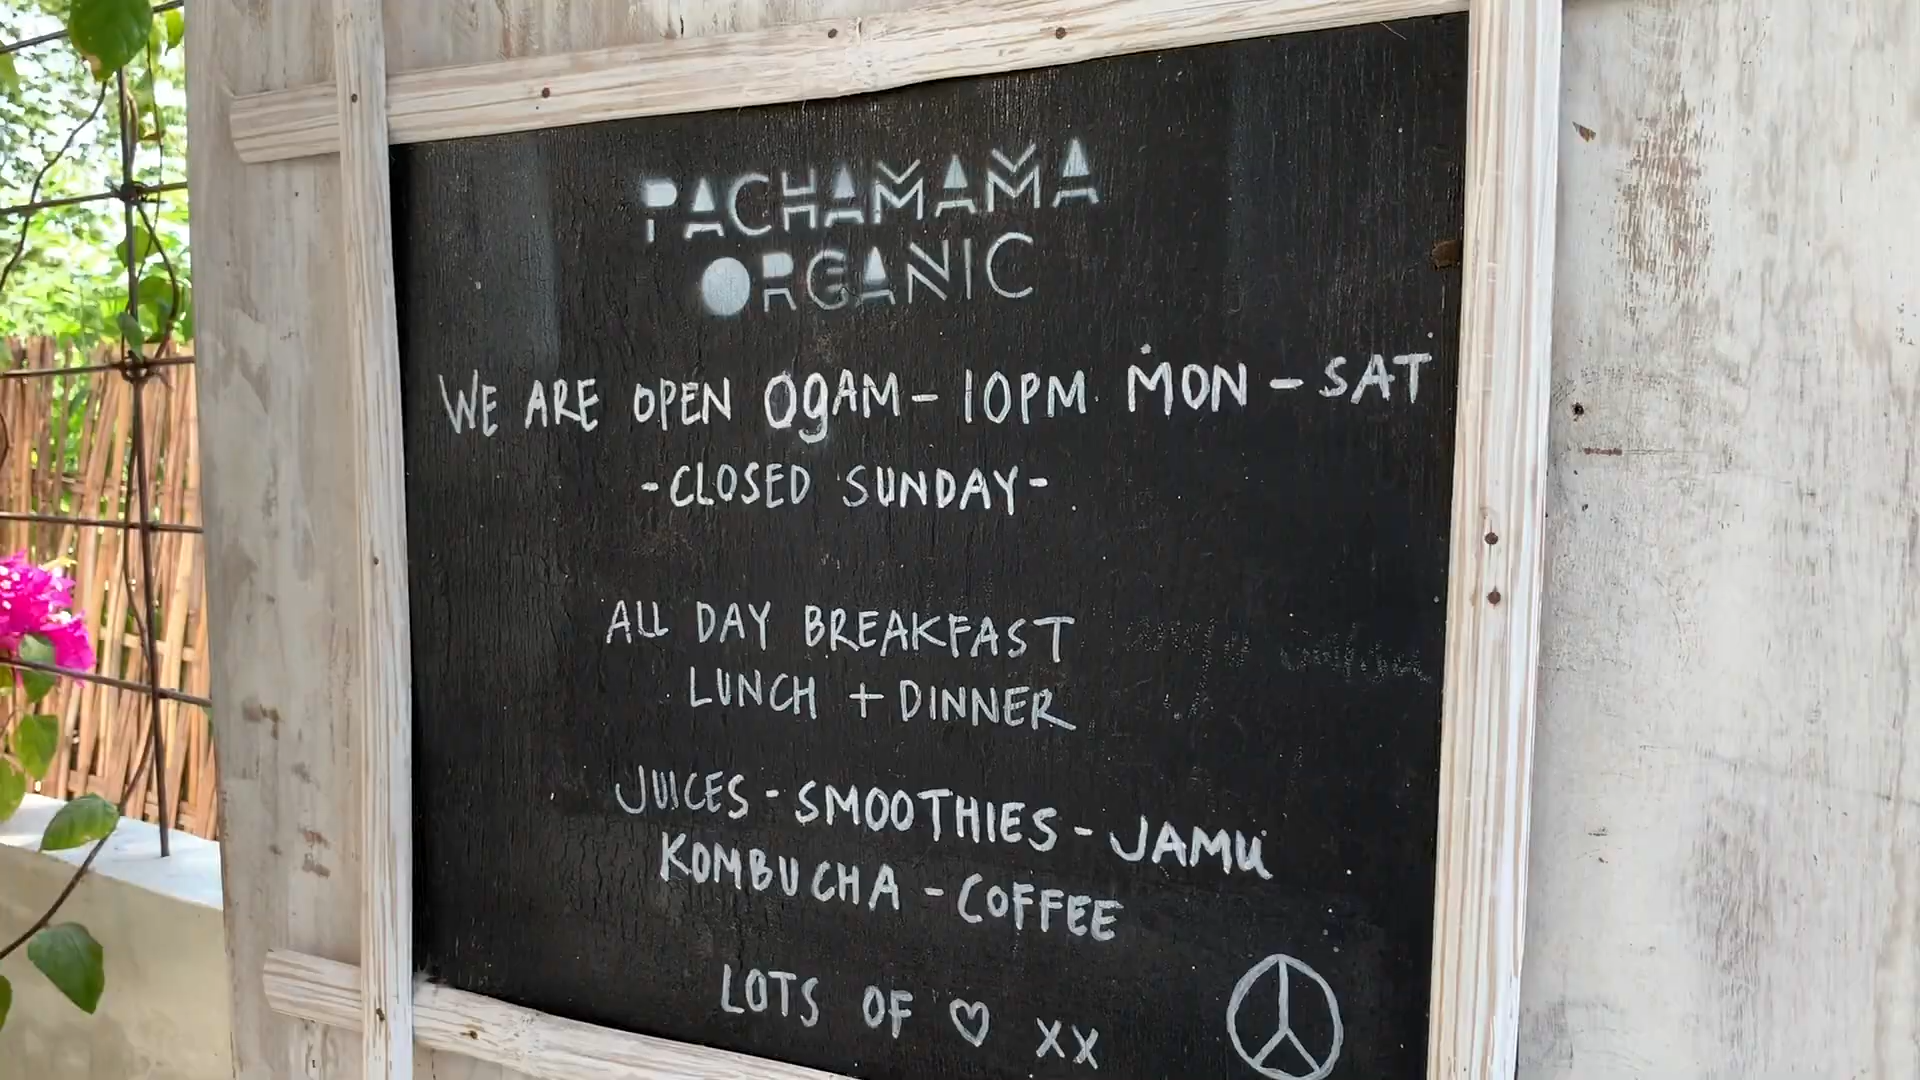 PACHAMAMA
ORGANIC
WE ARE OPEN 09AM - 10PM MON - SAT
- CLOSED SUNDAY -
ALL DAY BREAKFAST
LUNCH + DINNER
JUICES - SMOOTHIES - JAMU
KOMBUCHA - COFFEE
LOTS OF ♡ XX